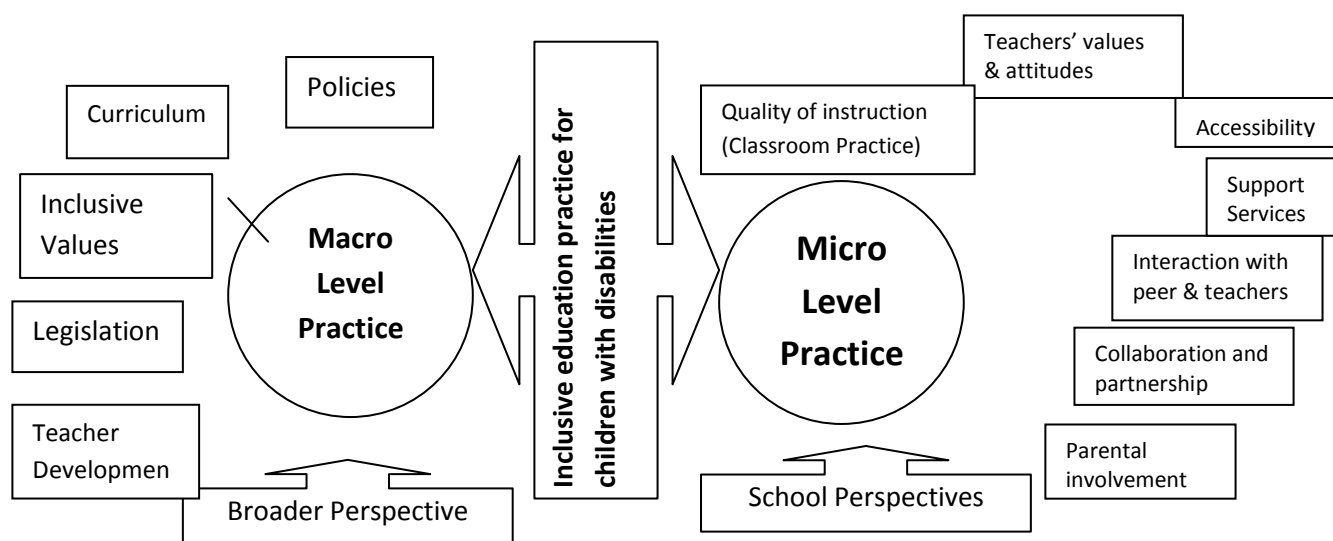 Policies
Curriculum
Inclusive
Values
Legislation
Teacher
Developmen
Macro
Level
Practice
Broader Perspective
Inclusive education practice for
children with disabilities
Teachers’ values
& attitudes
Quality of instruction
(Classroom Practice)
Accessibility
Support
Services
Interaction with
peer & teachers
Collaboration and
partnership
Parental
involvement
Micro
Level
Practice
School Perspectives